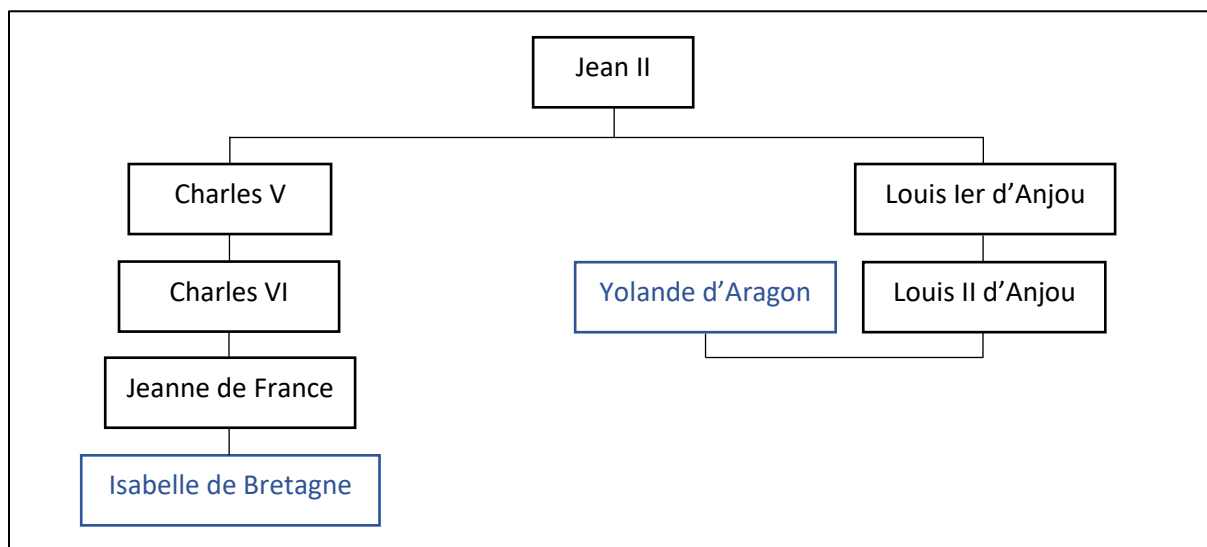 Jean II
Charles V
Louis Ier d’Anjou
Charles VI
Yolande d’Aragon
Louis II d’Anjou
Jeanne de France
Isabelle de Bretagne